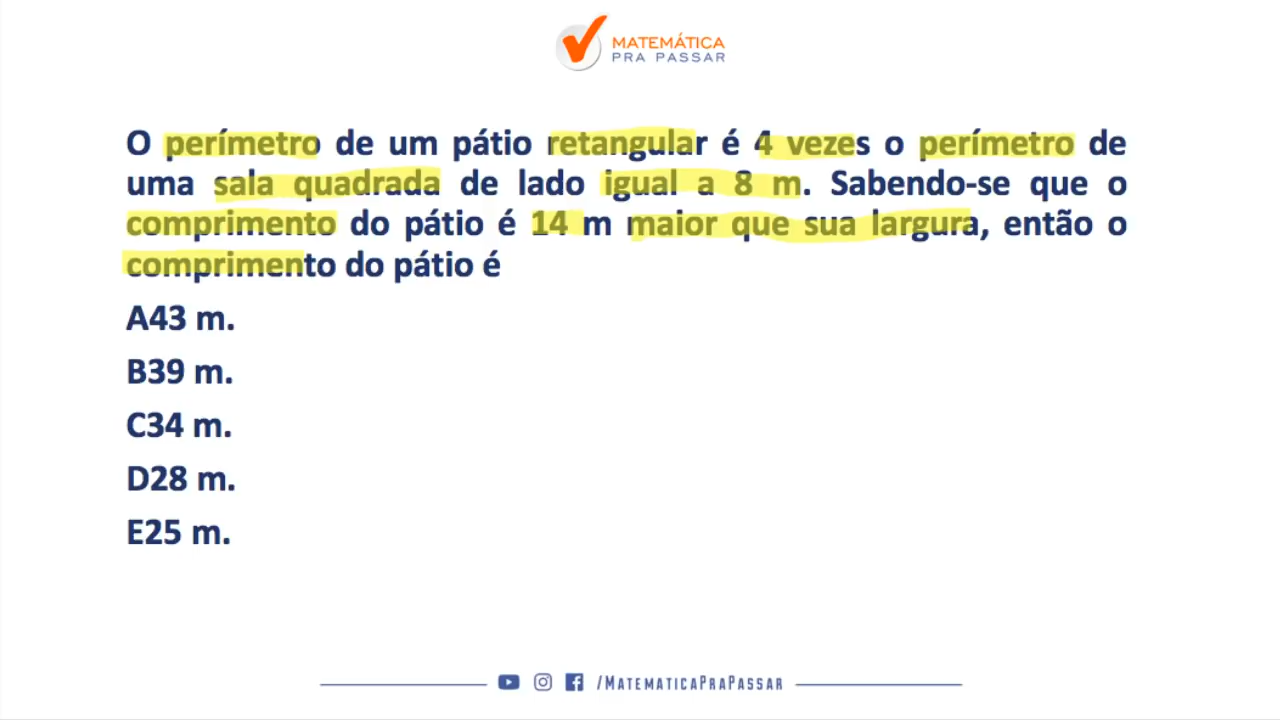 MATEMÁTICA
PRA PASSAR
O perímetro de um pátio retangular é 4 vezes o perímetro de
uma sala quadrada de lado igual a 8 m. Sabendo-se que o
comprimento do pátio é 14 m maior que sua largura, então o
comprimento do pátio é
A43 m.
B39 m.
C34 m.
D28 m.
E25 m.
/MATEMATICAPRAPASSAR